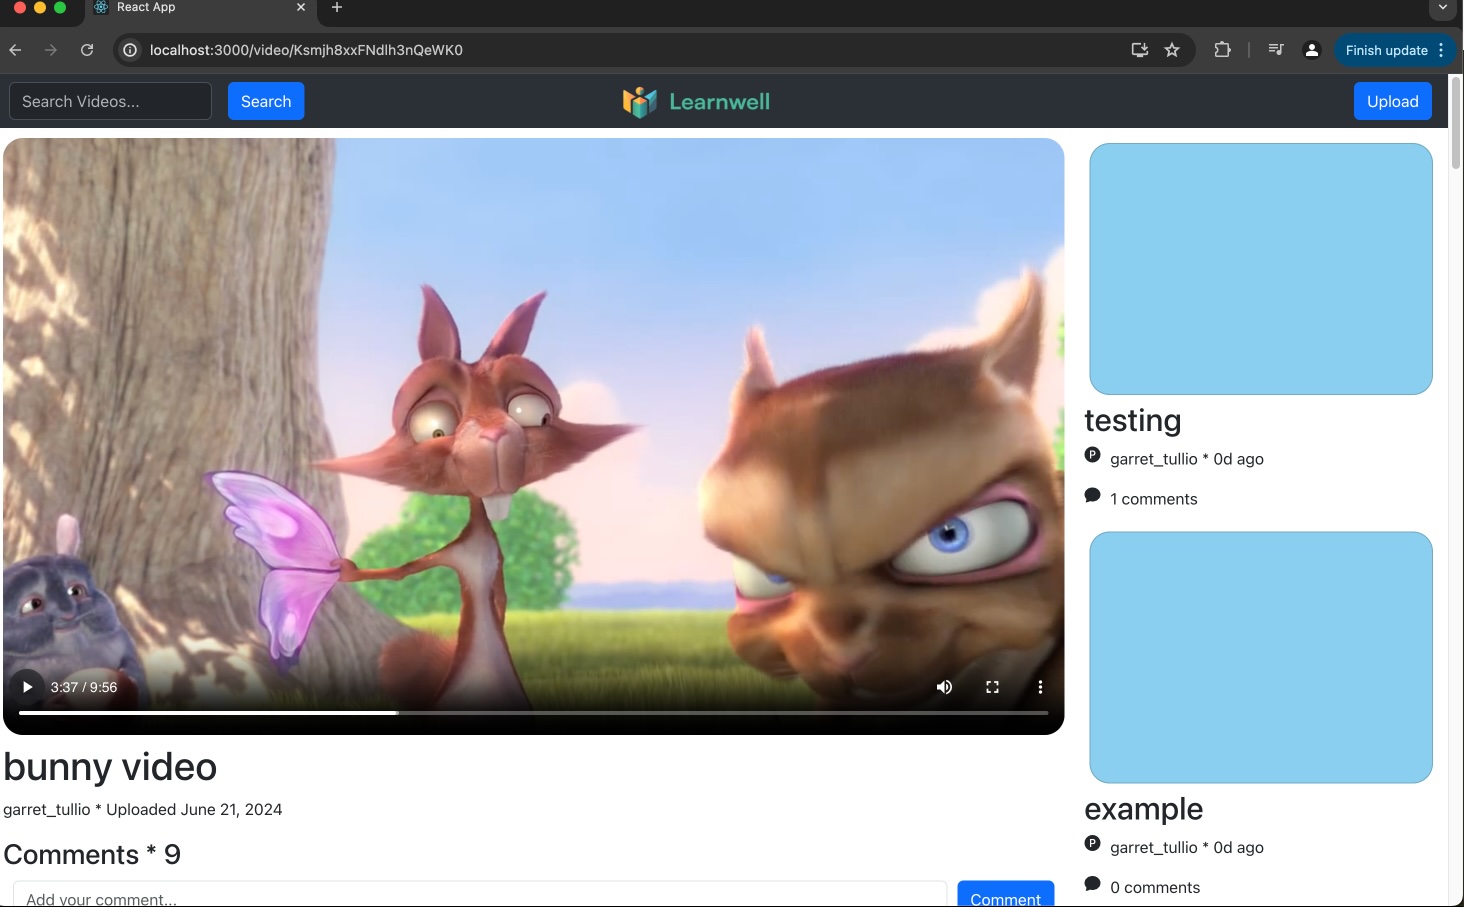 React App
localhost:3000/video/Ksmjh8xxFNdlh3nQeWK0
Finish update
Search Videos...
Search
Learnwell
Upload
3:37 / 9:56
bunny video
garret_tullio * Uploaded June 21, 2024
Comments * 9
Add your comment...
Comment
testing
P garret_tullio * 0d ago
1 comments
example
P garret_tullio * 0d ago
0 comments